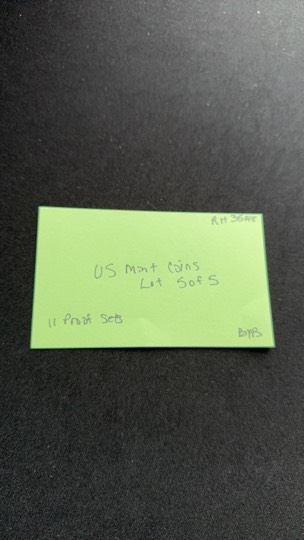 US Mint Coins
Lot 5 of 5
11 Proof Sets